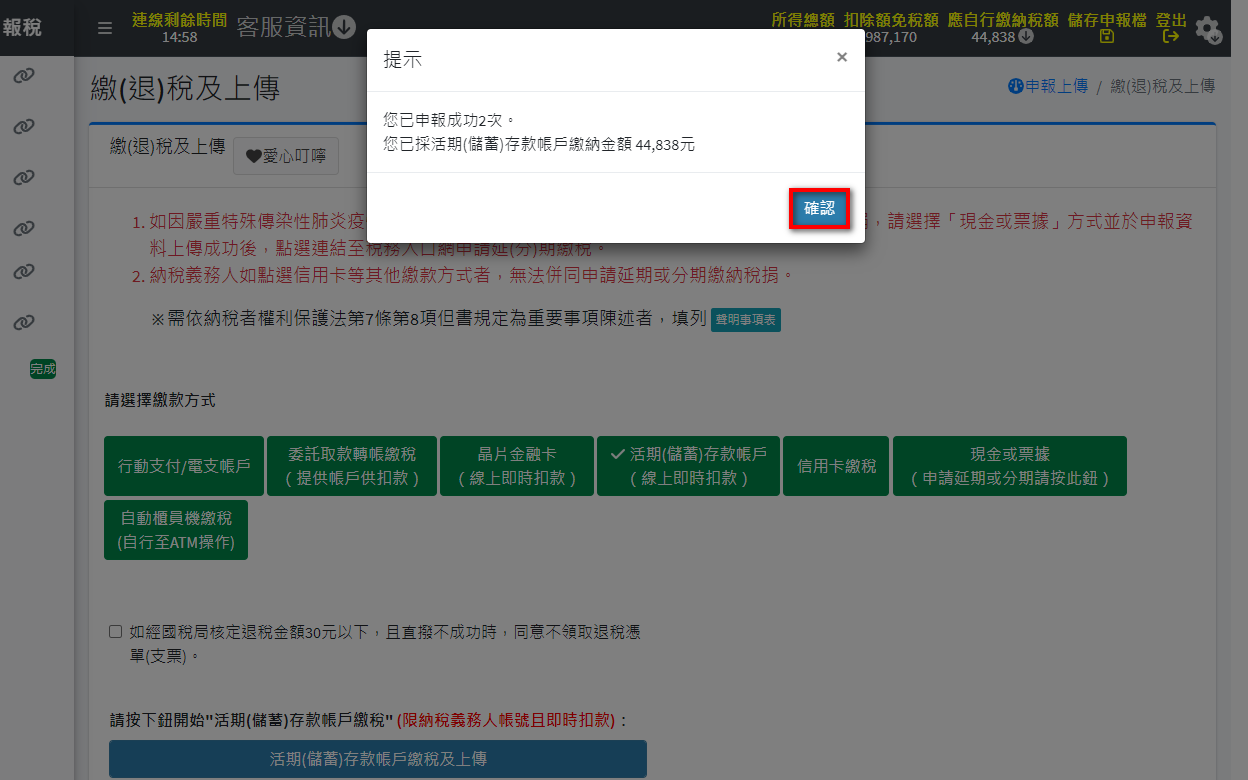 報稅
連線剩餘時間
14:58
客服資訊
所得總額 扣除額免稅額 應自行繳納稅額 儲存申報檔 登出
987,170 44,838
提示 ×
您已申報成功2次。
您已採活期(儲蓄)存款帳戶繳納金額 44,838元
確認
繳(退)稅及上傳
申報上傳 / 繳(退)稅及上傳
繳(退)稅及上傳 愛心叮嚀
1. 如因嚴重特殊傳染性肺炎疫 ,請選擇「現金或票據」方式並於申報資
料上傳成功後,點選連結至稅務入口網申請延(分)期繳稅。
2. 納稅義務人如點選信用卡等其他繳款方式者,無法併同申請延期或分期繳納稅捐。
※需依納稅者權利保護法第7條第8項但書規定為重要事項陳述者,填列 聲明事項表
完成
請選擇繳款方式
行動支付/電支帳戶
委託取款轉帳繳稅
( 提供帳戶供扣款 )
晶片金融卡
( 線上即時扣款 )
活期(儲蓄)存款帳戶
( 線上即時扣款 )
信用卡繳稅
現金或票據
( 申請延期或分期請按此鈕 )
自動櫃員機繳稅
(自行至ATM操作)
如經國稅局核定退稅金額30元以下,且直撥不成功時,同意不領取退稅憑
單(支票)。
請按下鈕開始"活期(儲蓄)存款帳戶繳稅" (限納稅義務人帳號且即時扣款) :
活期(儲蓄)存款帳戶繳稅及上傳